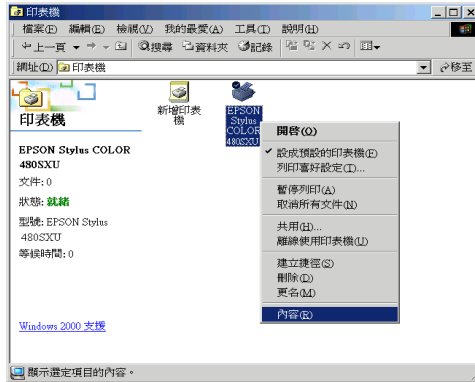 印表機
檔案(F) 編輯(E) 檢視(V) 我的最愛(A) 工具(T) 說明(H)
上一頁 搜尋 資料夾 記錄
網址(D) 印表機 移至
印表機
EPSON Stylus COLOR
480SXU
文件: 0
狀態: 就緒
型號: EPSON Stylus
480SXU
等候時間: 0
Windows 2000 支援
新增印表
機
EPSON
Stylus
COLOR
480SXU
開啓(O)
設成預設的印表機(F)
列印喜好設定(I)...
暫停列印(A)
取消所有文件(N)
共用(H)...
離線使用印表機(U)
建立捷徑(S)
刪除(D)
更名(M)
內容(R)
顯示選定項目的內容。